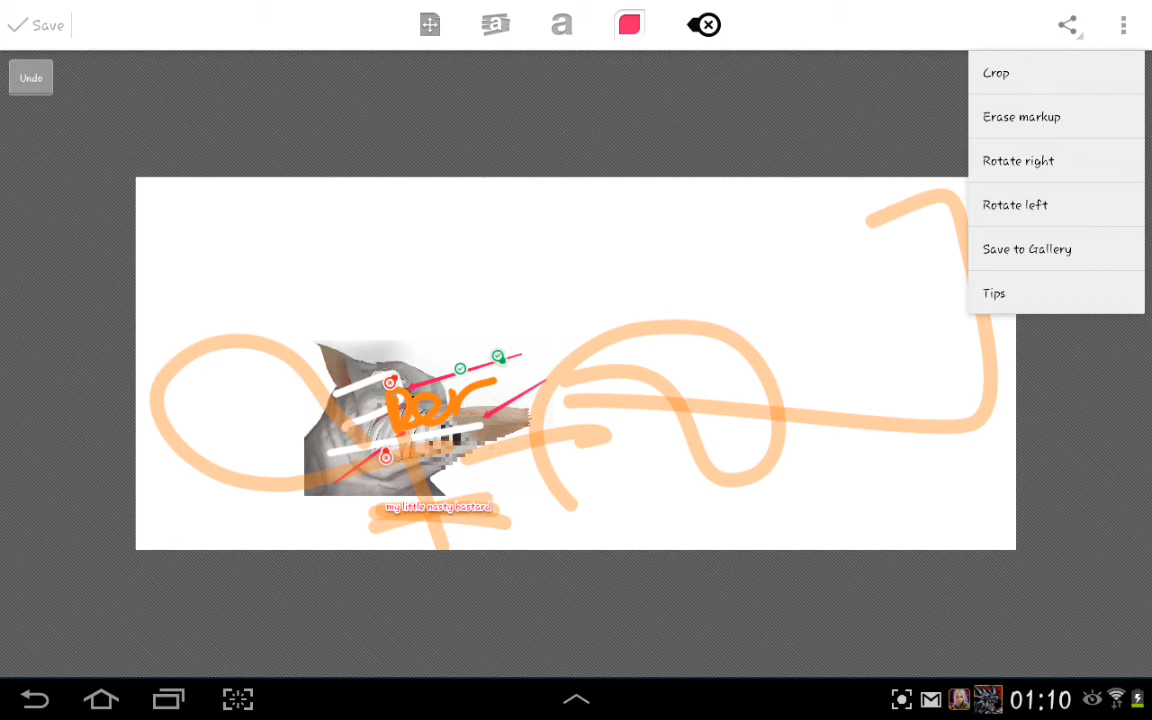 Save
a
a
Undo
Crop
Erase markup
Rotate right
Rotate left
Save to Gallery
Tips
my little nasty bastard
01:10